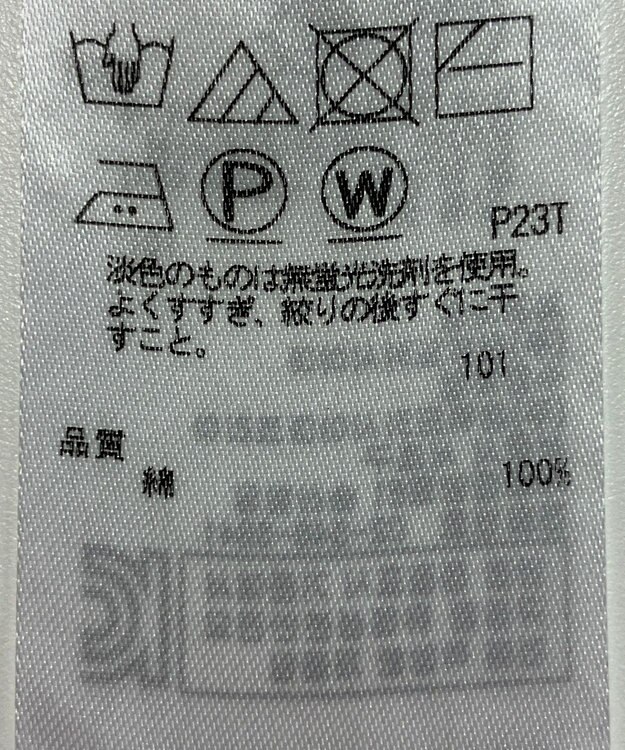 P W
P23T
淡色のものは無蛍光洗剤を使用。
よくすすぎ、絞りの後すぐに干
すこと。
101
品質
綿 100%